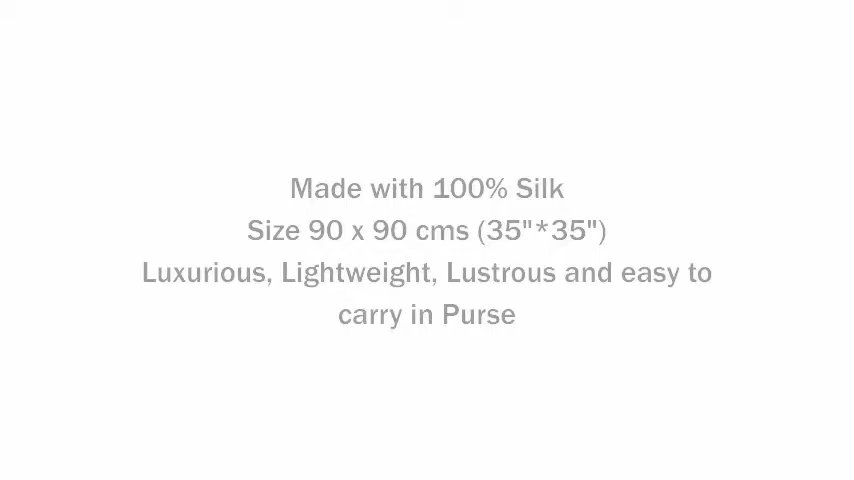 Made with 100% Silk
Size 90 x 90 cms (35"*35")
Luxurious, Lightweight, Lustrous and easy to
carry in Purse